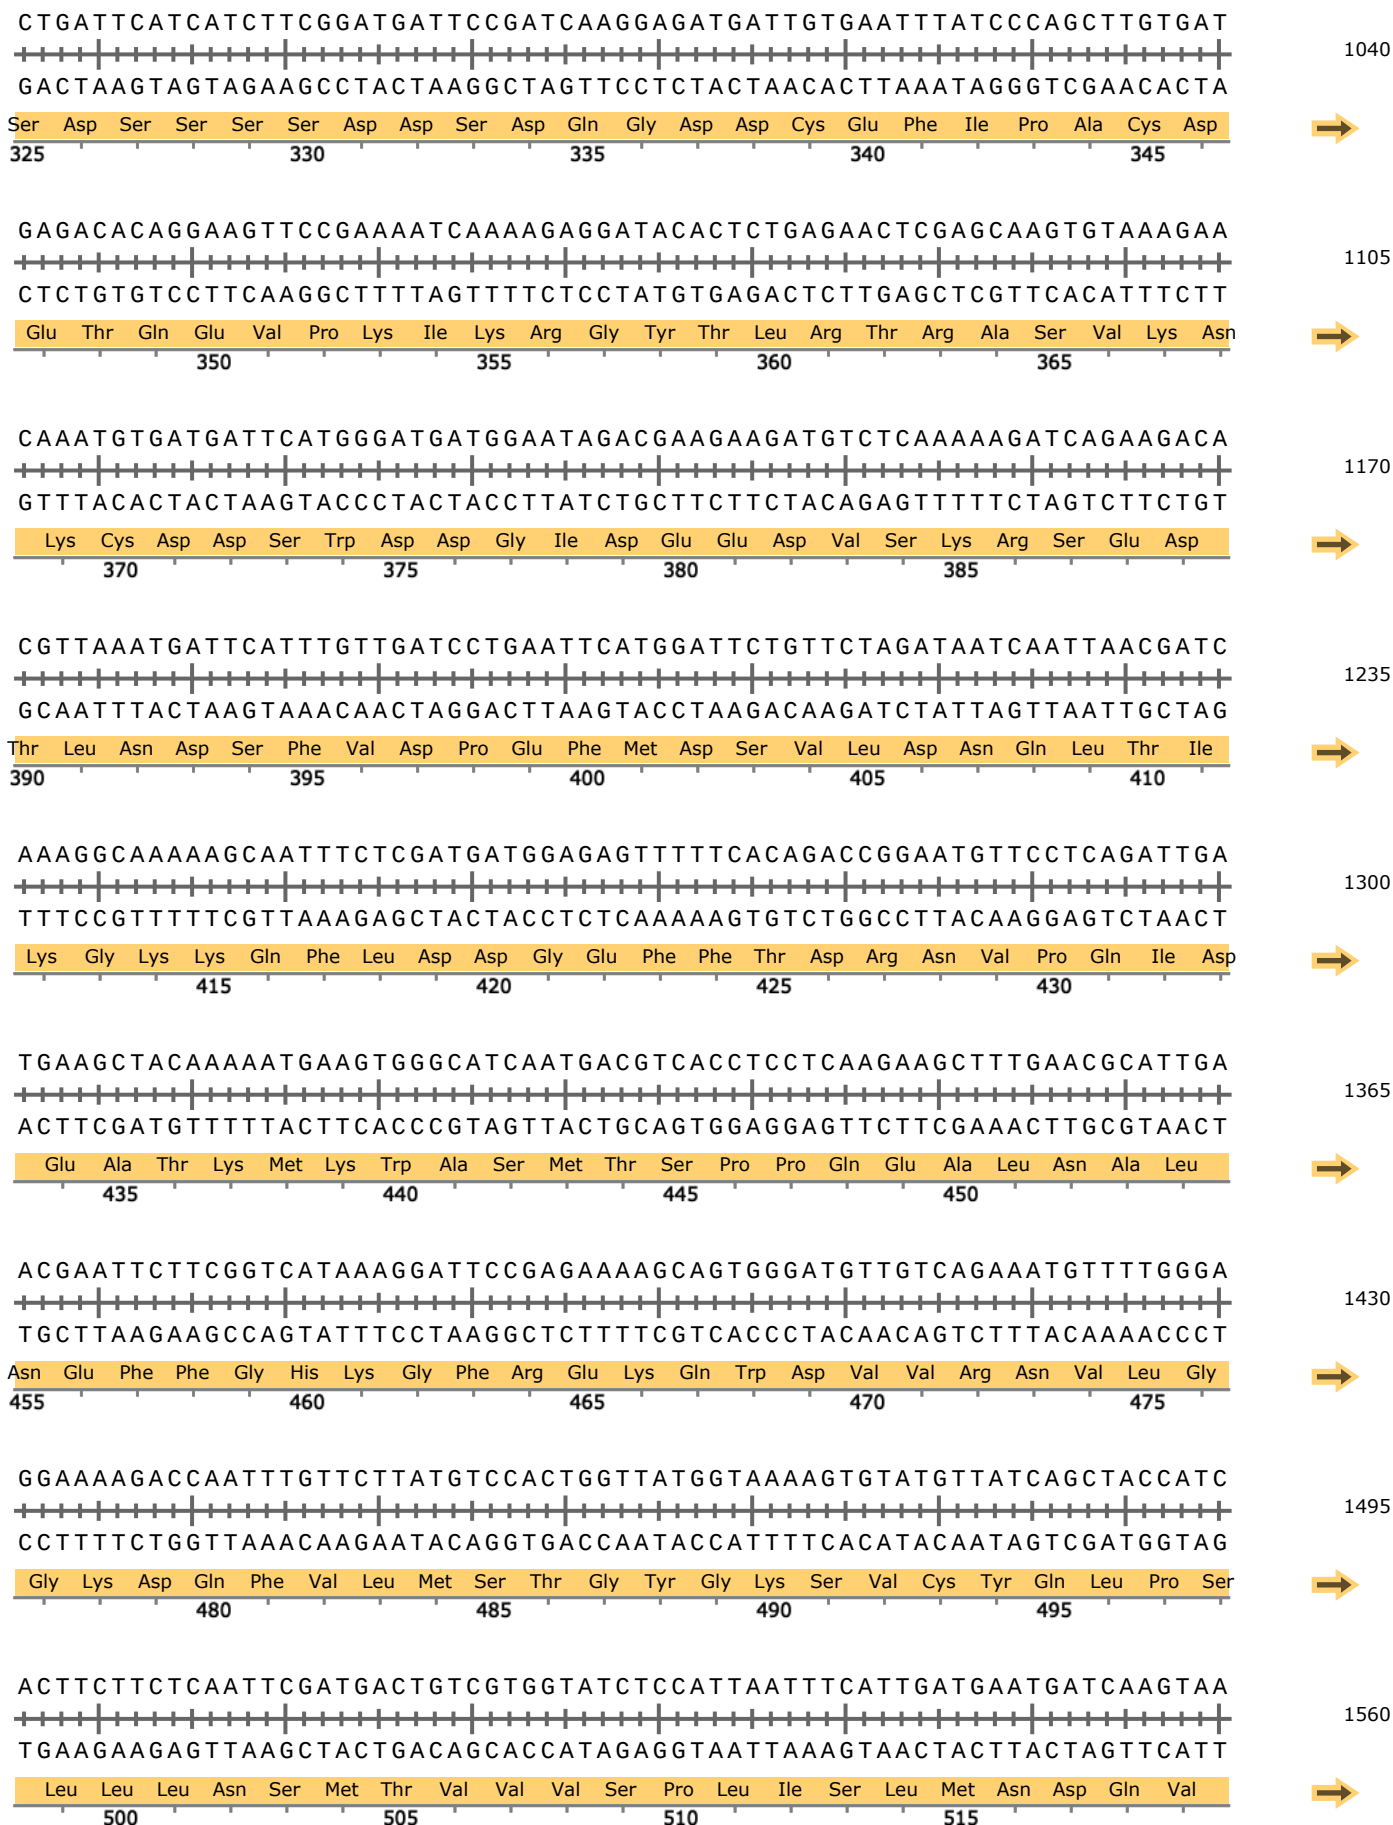 CTGATTCATCATCTTCGGATGATTCCGATCAAGGAGATGATTGTGAATTTATCCCAGCTTGTGAT
1040
GACTAAGTAGTAGAAGCCTACTAAGGCTAGTTCCTCTACTAACACTTAAATAGGGTCGAACACTA
Ser Asp Ser Ser Ser Ser Asp Asp Ser Asp Gln Gly Asp Asp Cys Glu Phe Ile Pro Ala Cys Asp
325 330 335 340 345
GAGACACAGGAAGTTCCGAAAATCAAAAGAGGATACACTCTGAGAACTCGAGCAAGTGTAAAGAA
1105
CTCTGTGTCCTTCAAGGCTTTTAGTTTTCTCCTATGTGAGACTCTTGAGCTCGTTCACATTTCTT
Glu Thr Gln Glu Val Pro Lys Ile Lys Arg Gly Tyr Thr Leu Arg Thr Arg Ala Ser Val Lys Asn
350 355 360 365
CAAATGTGATGATTCATGGGATGATGGAATAGACGAAGAAGATGTCTCAAAAAGATCAGAAGACA
1170
GTTTACACTACTAAGTACCCTACTACCTTATCTGCTTCTTCTACAGAGTTTTTCTAGTCTTCTGT
Lys Cys Asp Asp Ser Trp Asp Asp Gly Ile Asp Glu Glu Asp Val Ser Lys Arg Ser Glu Asp
370 375 380 385
CGTTAAATGATTCATTTGTTGATCCTGAATTCATGGATTCTGTTCTAGATAATCAATTAACGATC
1235
GCAATTTACTAAGTAAACAACTAGGACTTAAGTACCTAAGACAAGATCTATTAGTTAATTGCTAG
Thr Leu Asn Asp Ser Phe Val Asp Pro Glu Phe Met Asp Ser Val Leu Asp Asn Gln Leu Thr Ile
390 395 400 405 410
AAAGGCAAAAAGCAATTTCTCGATGATGGAGAGTTTTTCACAGACCGGAATGTTCCTCAGATTGA
1300
TTTCCGTTTTTCGTTAAAGAGCTACTACCTCTCAAAAAGTGTCTGGCCTTACAAGGAGTCTAACT
Lys Gly Lys Lys Gln Phe Leu Asp Asp Gly Glu Phe Phe Thr Asp Arg Asn Val Pro Gln Ile Asp
415 420 425 430
TGAAGCTACAAAAATGAAGTGGGCATCAATGACGTCACCTCCTCAAGAAGCTTTGAACGCATTGA
1365
ACTTCGATGTTTTTACTTCACCCGTAGTTACTGCAGTGGAGGAGTTCTTCGAAACTTGCGTAACT
Glu Ala Thr Lys Met Lys Trp Ala Ser Met Thr Ser Pro Pro Gln Glu Ala Leu Asn Ala Leu
435 440 445 450
ACGAATTCTTCGGTCATAAAGGATTCCGAGAAAAGCAGTGGGATGTTGTCAGAAATGTTTTGGGA
1430
TGCTTAAGAAGCCAGTATTTCCTAAGGCTCTTTTCGTCACCCTACAACAGTCTTTACAAAACCCT
Asn Glu Phe Phe Gly His Lys Gly Phe Arg Glu Lys Gln Trp Asp Val Val Arg Asn Val Leu Gly
455 460 465 470 475
GGAAAAGACCAATTTGTTCTTATGTCCACTGGTTATGGTAAAAGTGTATGTTATCAGCTACCATC
1495
CCTTTTCTGGTTAAACAAGAATACAGGTGACCAATACCATTTTCACATACAATAGTCGATGGTAG
Gly Lys Asp Gln Phe Val Leu Met Ser Thr Gly Tyr Gly Lys Ser Val Cys Tyr Gln Leu Pro Ser
480 485 490 495
ACTTCTTCTCAATTCGATGACTGTCGTGGTATCTCCATTAATTTCATTGATGAATGATCAAGTAA
1560
TGAAGAAGAGTTAAGCTACTGACAGCACCATAGAGGTAATTAAAGTAACTACTTACTAGTTCATT
Leu Leu Leu Asn Ser Met Thr Val Val Val Ser Pro Leu Ile Ser Leu Met Asn Asp Gln Val
500 505 510 515